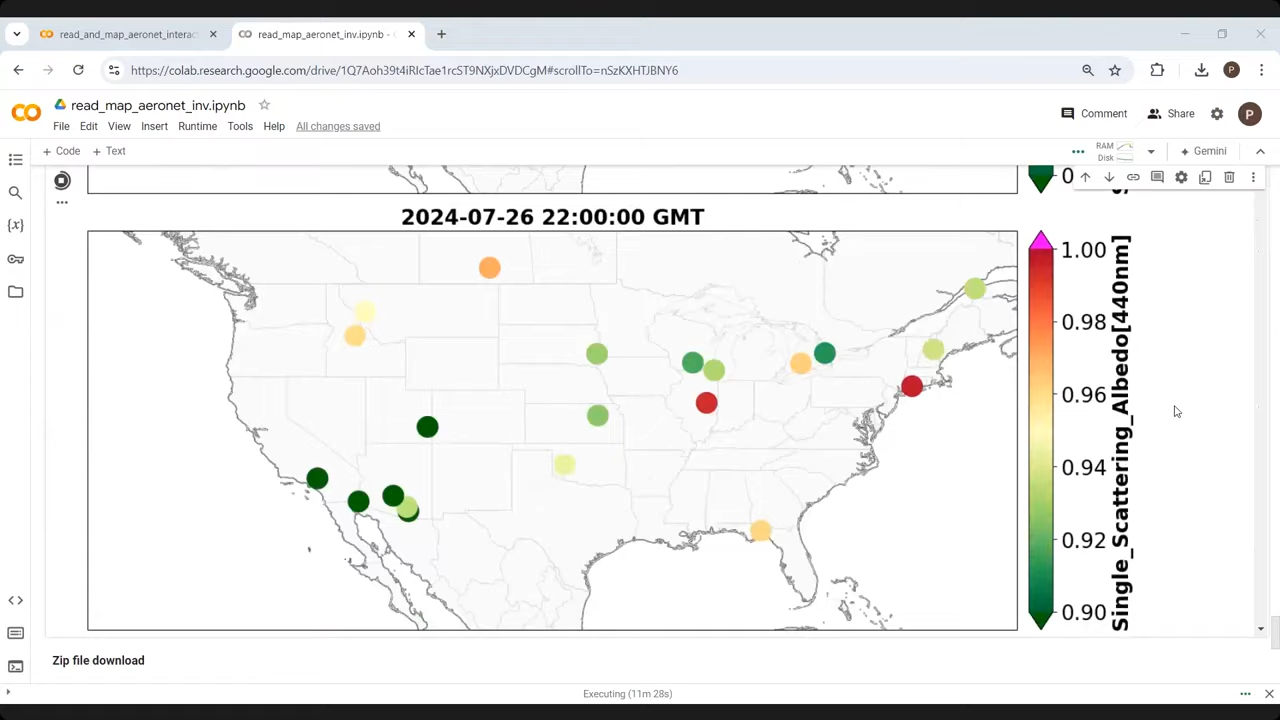 read_and_map_aeronet_interac
read_map_aeronet_inv.ipynb - C
https://colab.research.google.com/drive/1Q7Aoh39t4iRIcTae1rcST9NXjxDVDCgM#scrollTo=nSzKXHTJBNY6
P
CO
read_map_aeronet_inv.ipynb
Comment
Share
P
File Edit View Insert Runtime Tools Help All changes saved
+ Code + Text
RAM
Disk
Gemini
0
2024-07-26 22:00:00 GMT
1.00
0.98
0.96
0.94
0.92
0.90
Single_Scattering_Albedo[440nm]
Zip file download
Executing (11m 28s)